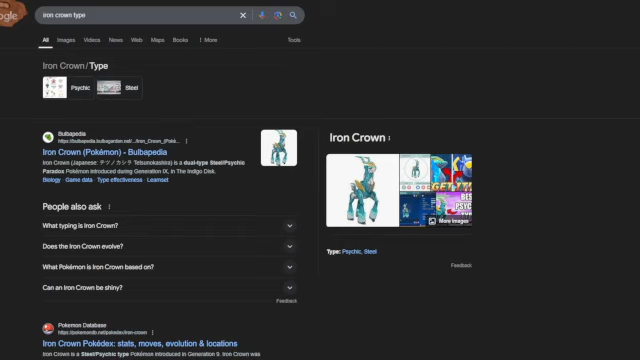 ogle
iron crown type
All Images Videos News Web Maps Books More Tools
Iron Crown / Type
Psychic Steel
Bulbapedia
Iron Crown (Pokémon) - Bulbapedia
Iron Crown (Japanese: テツノカシラ Tetsunokashira) is a dual-type Steel/Psychic
Paradox Pokémon introduced during Generation IX, in The Indigo Disk.
Biology Game data Type effectiveness Learnset
People also ask
What typing is Iron Crown?
Does the Iron Crown evolve?
What Pokemon is Iron Crown based on?
Can an Iron Crown be shiny?
Feedback
Pokemon Database
https://pokemondb.net/pokedex/iron-crown
Iron Crown Pokédex: stats, moves, evolution & locations
Iron Crown is a Steel/Psychic type Pokémon introduced in Generation 9. Iron Crown was
Iron Crown
GET IT
BES
PSYC
More images
Type: Psychic, Steel
Feedback